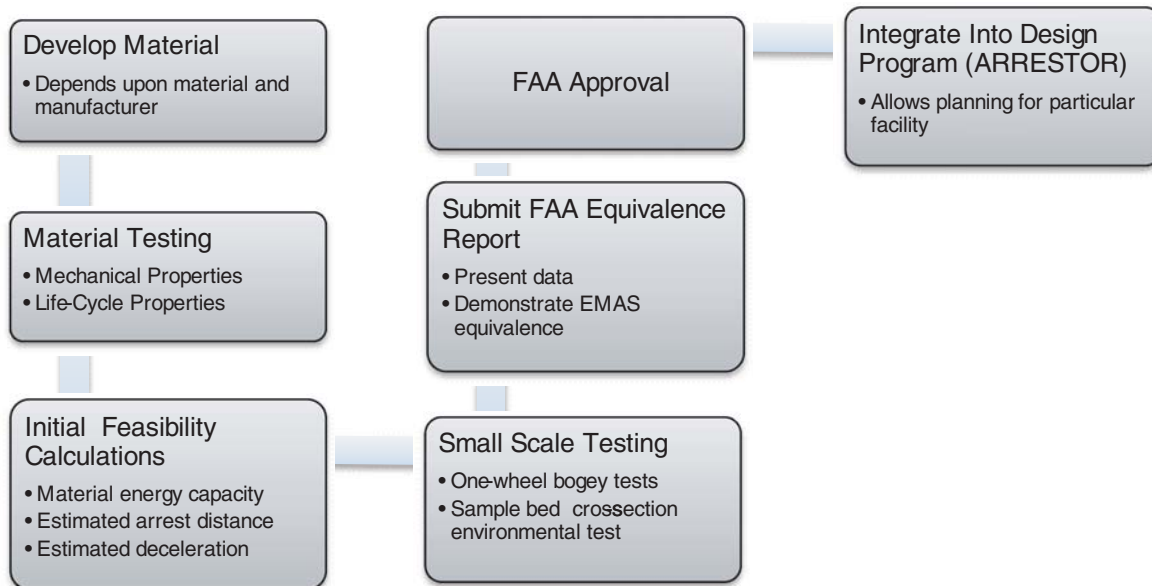 Develop Material
• Depends upon material and
manufacturer
Material Testing
• Mechanical Properties
• Life-Cycle Properties
Initial Feasibility
Calculations
• Material energy capacity
• Estimated arrest distance
• Estimated deceleration
Small Scale Testing
• One-wheel bogey tests
• Sample bed crossection
environmental test
Submit FAA Equivalence
Report
• Present data
• Demonstrate EMAS
equivalence
FAA Approval
Integrate Into Design
Program (ARRESTOR)
• Allows planning for particular
facility